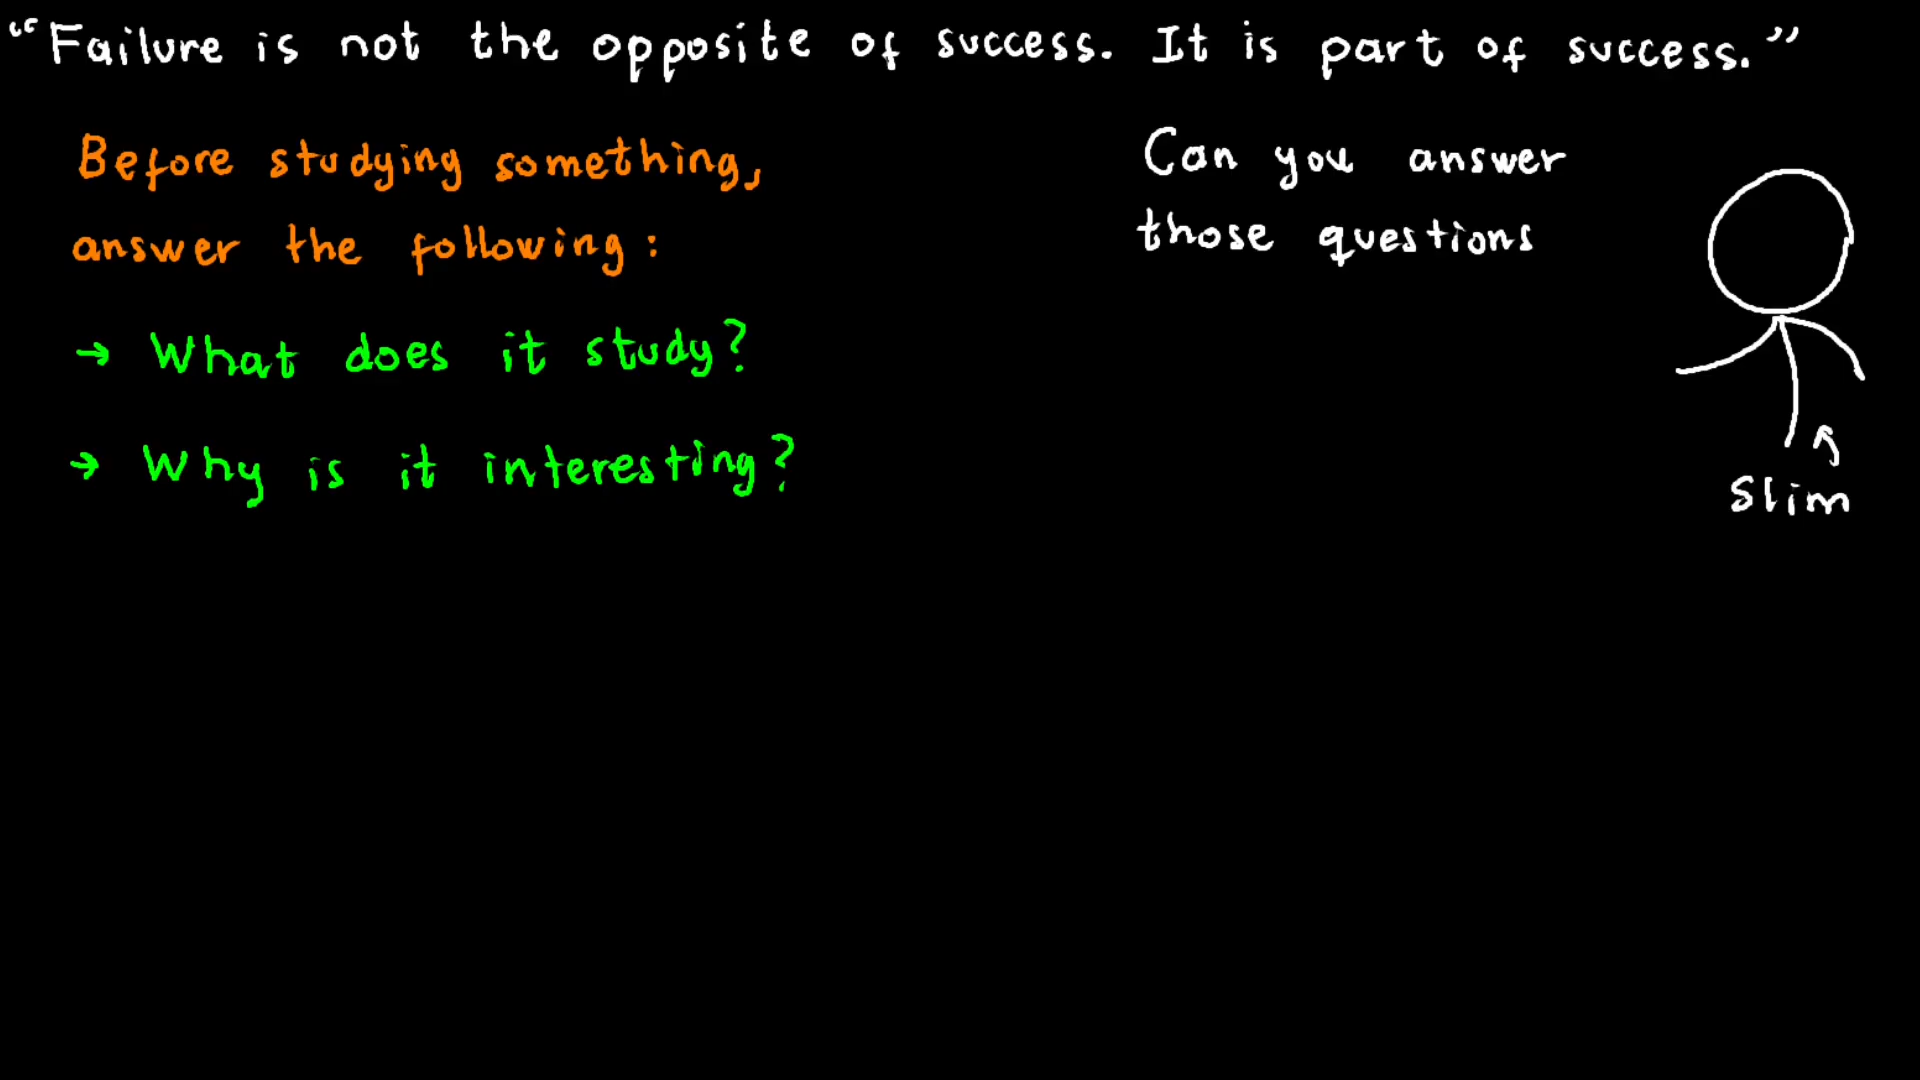 “Failure is not the opposite of success. It is part of success.”
Before studying something,
answer the following:
→ What does it study?
→ Why is it interesting?
Can you answer
those questions
Slim